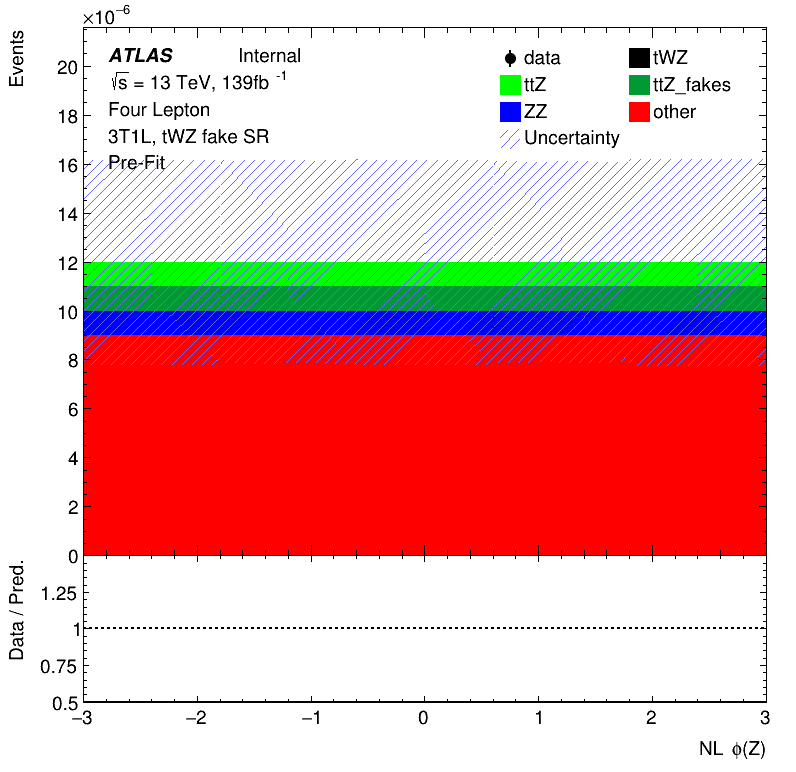 ×10⁻⁶
Events
ATLAS Internal
√s = 13 TeV, 139fb ⁻¹
Four Lepton
3T1L, tWZ fake SR
Pre-Fit
data
tWZ
ttZ
ttZ_fakes
ZZ
other
Uncertainty
20
18
16
14
12
10
8
6
4
2
0
Data / Pred.
1.25
1
0.75
0.5
−3 −2 −1 0 1 2 3
NL ϕ(Z)